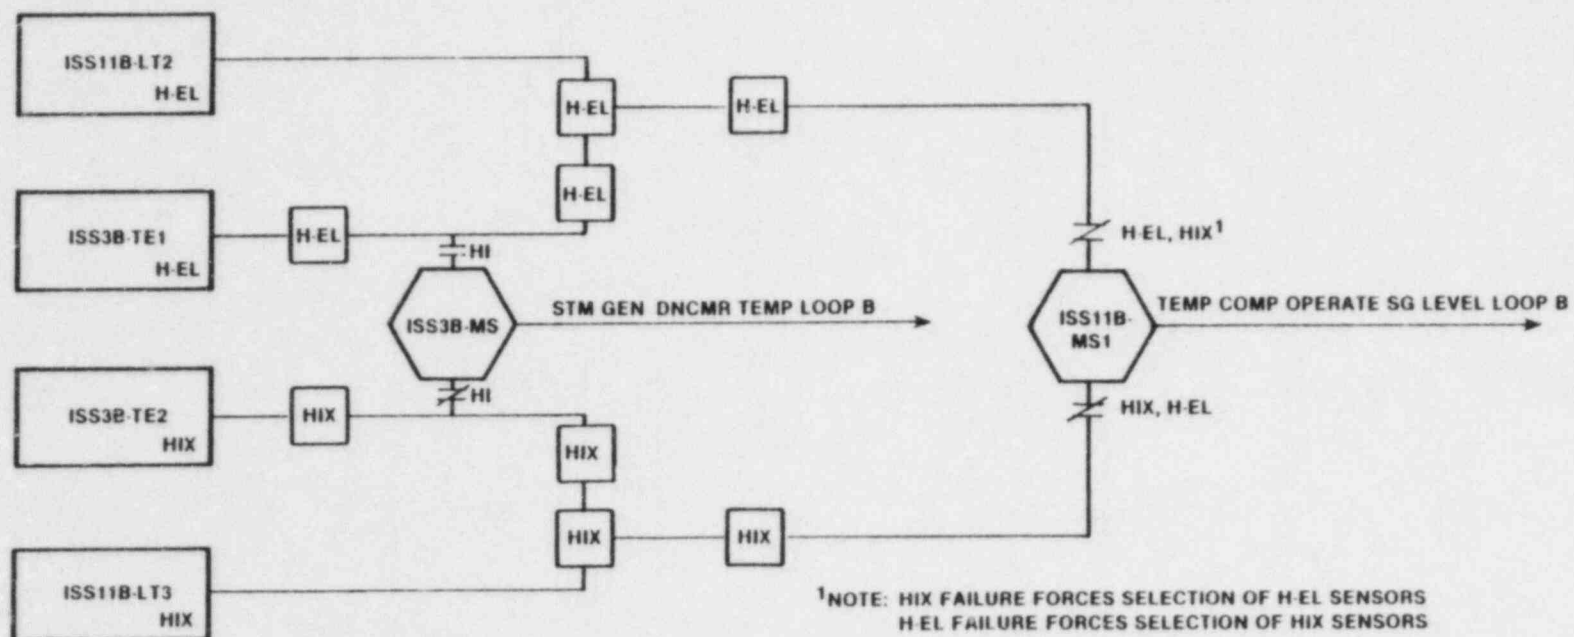 ISS11B-LT2
H-EL
H-EL
H-EL
H-EL
ISS3B-TE1
H-EL
H-EL
HI
H-EL, HIX1
ISS3B-MS
STM GEN DNCMR TEMP LOOP B
ISS11B-
MS1
TEMP COMP OPERATE SG LEVEL LOOP B
HI
HIX, H-EL
ISS3B-TE2
HIX
HIX
HIX
HIX
HIX
ISS11B-LT3
HIX
1NOTE: HIX FAILURE FORCES SELECTION OF H-EL SENSORS
H-EL FAILURE FORCES SELECTION OF HIX SENSORS